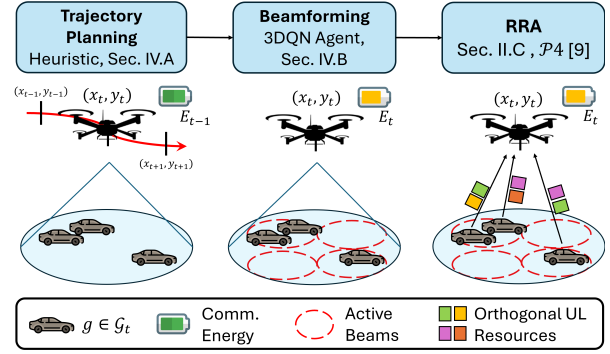 Trajectory
Planning
Heuristic, Sec. IV.A
Beamforming
3DQN Agent,
Sec. IV.B
RRA
Sec. II.C , 𝒫4 [9]
(x_{t−1}, y_{t−1})
(x_t, y_t)
E_{t−1}
(x_{t+1}, y_{t+1})
(x_t, y_t)
E_t
(x_t, y_t)
E_t
g ∈ 𝒢_t
Comm.
Energy
Active
Beams
Orthogonal UL
Resources